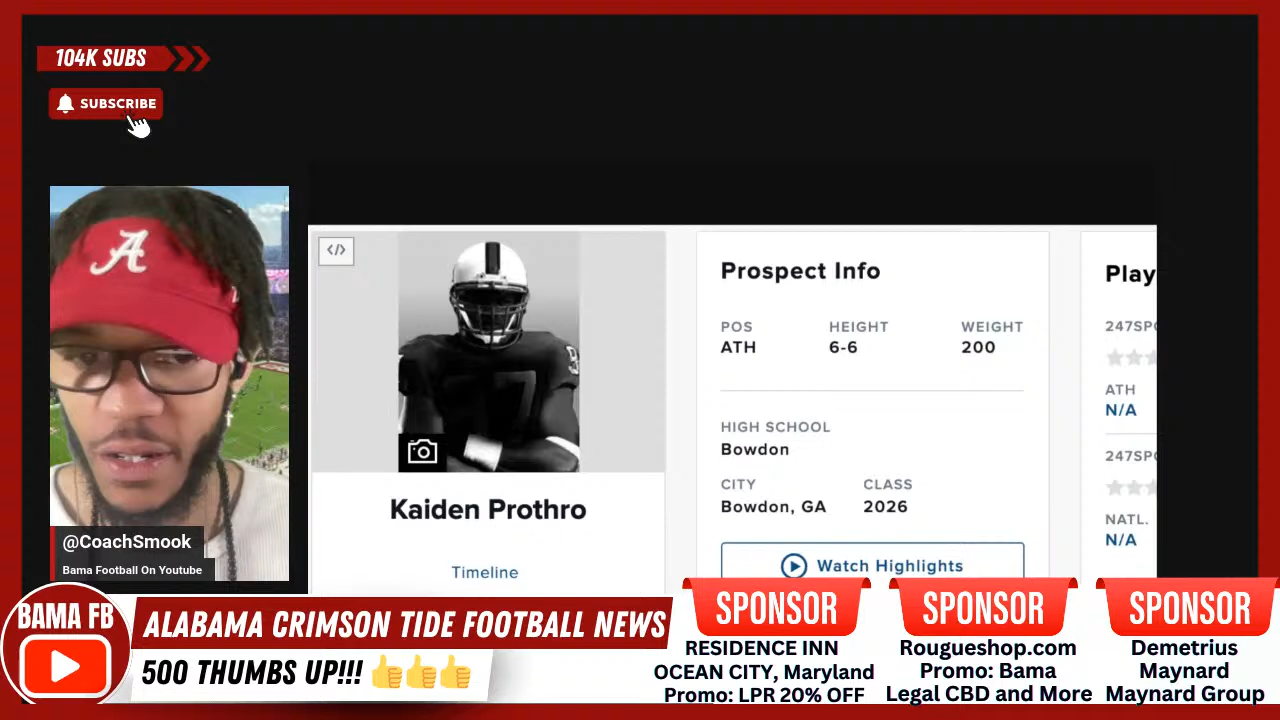 104K SUBS
SUBSCRIBE
A
@CoachSmook
Bama Football On Youtube
</>
Kaiden Prothro
Timeline
Prospect Info
POS HEIGHT WEIGHT
ATH 6-6 200
HIGH SCHOOL
Bowdon
CITY CLASS
Bowdon, GA 2026
Watch Highlights
Play
247SPO
ATH
N/A
247SPO
NATL.
N/A
BAMA FB
ALABAMA CRIMSON TIDE FOOTBALL NEWS
500 THUMBS UP!!! 👍👍👍
SPONSOR
RESIDENCE INN
OCEAN CITY, Maryland
Promo: LPR 20% OFF
SPONSOR
Rougueshop.com
Promo: Bama
Legal CBD and More
SPONSOR
Demetrius
Maynard
Maynard Group